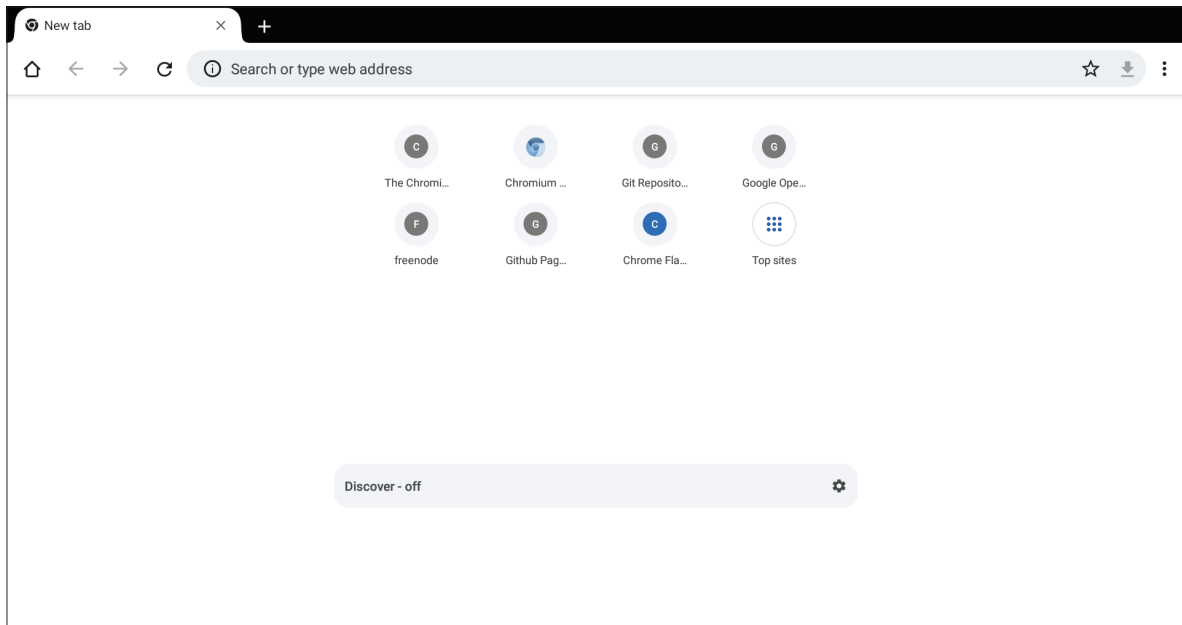 New tab
Search or type web address
C
G
G
The Chromi...
Chromium ...
Git Reposito...
Google Ope...
F
G
C
freenode
Github Pag...
Chrome Fla...
Top sites
Discover - off